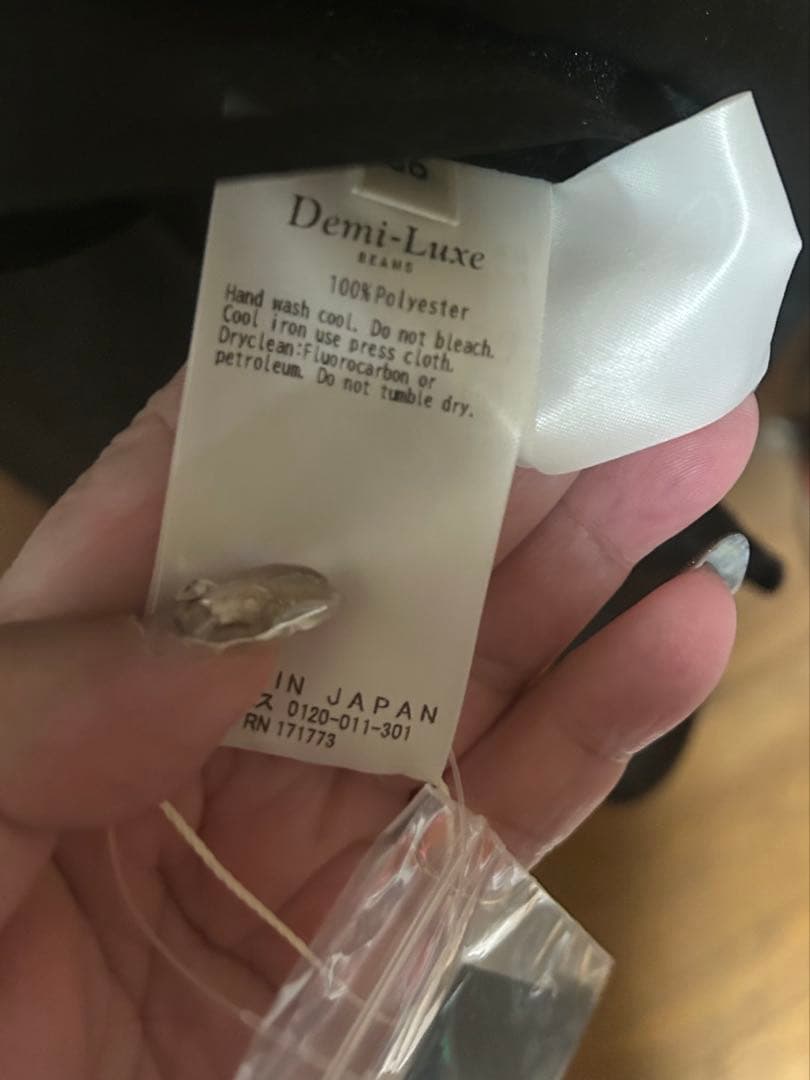 Demi-Luxe
BEAMS
100% Polyester
Hand wash cool. Do not bleach.
Cool iron use press cloth.
Dryclean:Fluorocarbon or
petroleum. Do not tumble dry.
IN JAPAN
ス 0120-011-301
RN 171773